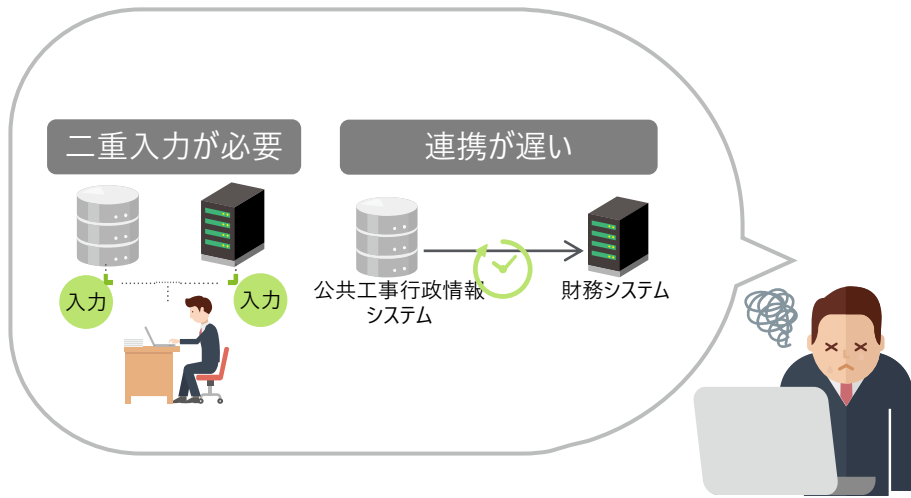 二重入力が必要
連携が遅い
入力
入力
公共工事行政情報
システム
財務システム